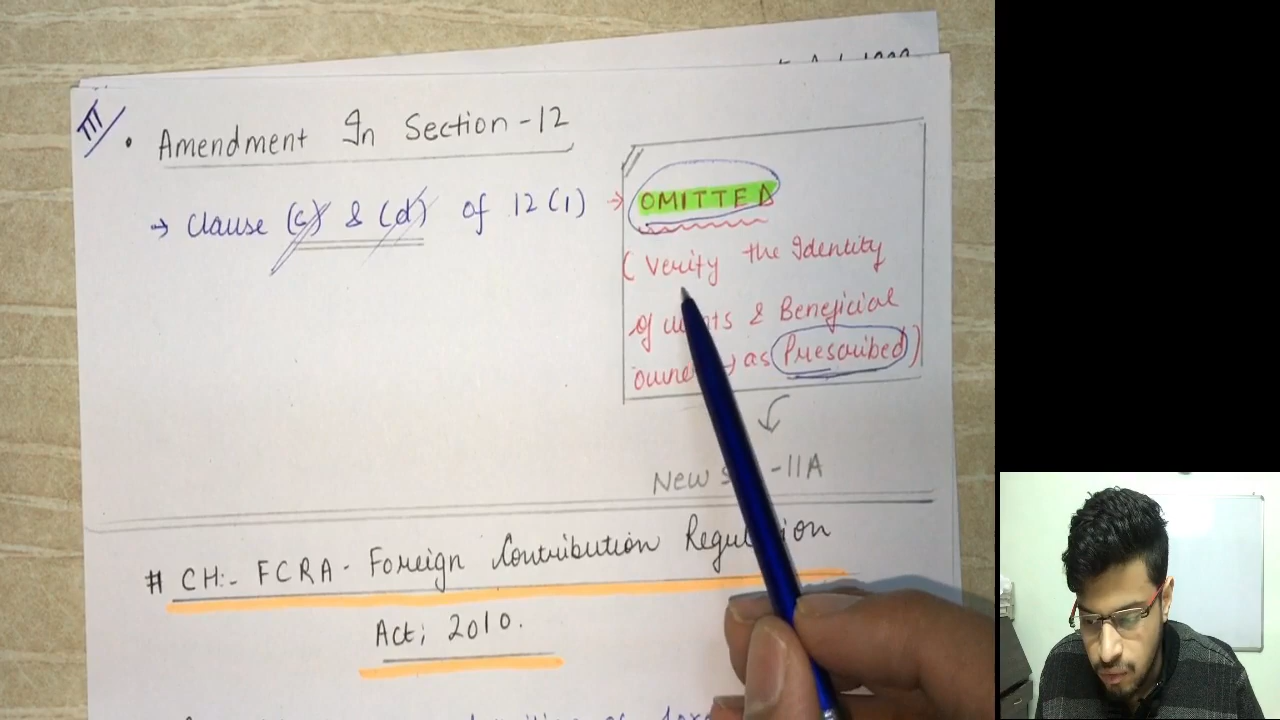 III
• Amendment In Section -12
→ Clause (c) & (d) of 12(1) → OMITTED
( Verify the Identity
of & Beneficial
as Prescribed )
New -11A
# CH:- FCRA - Foreign Contribution
Act; 2010.